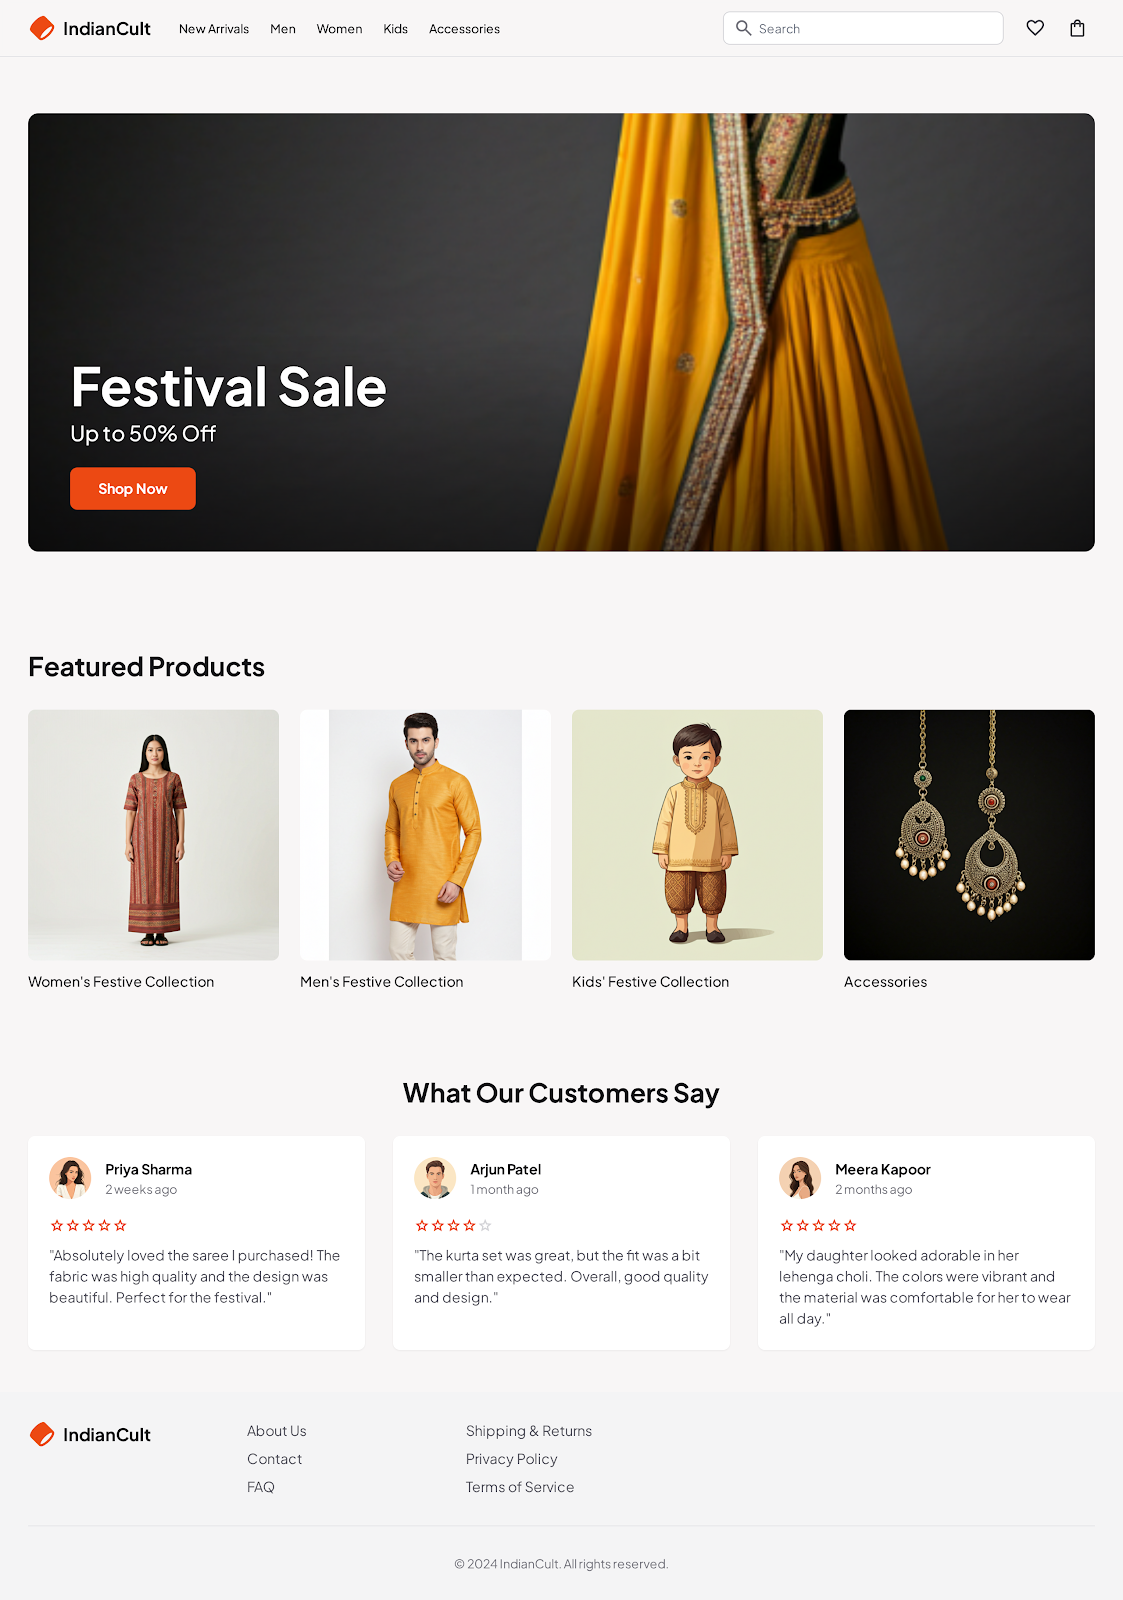 IndianCult
New Arrivals
Men
Women
Kids
Accessories
Search
Festival Sale
Up to 50% Off
Shop Now
Featured Products
Women's Festive Collection
Men's Festive Collection
Kids' Festive Collection
Accessories
What Our Customers Say
Priya Sharma
2 weeks ago
"Absolutely loved the saree I purchased! The
fabric was high quality and the design was
beautiful. Perfect for the festival."
Arjun Patel
1 month ago
"The kurta set was great, but the fit was a bit
smaller than expected. Overall, good quality
and design."
Meera Kapoor
2 months ago
"My daughter looked adorable in her
lehenga choli. The colors were vibrant and
the material was comfortable for her to wear
all day."
IndianCult
About Us
Contact
FAQ
Shipping & Returns
Privacy Policy
Terms of Service
© 2024 IndianCult. All rights reserved.